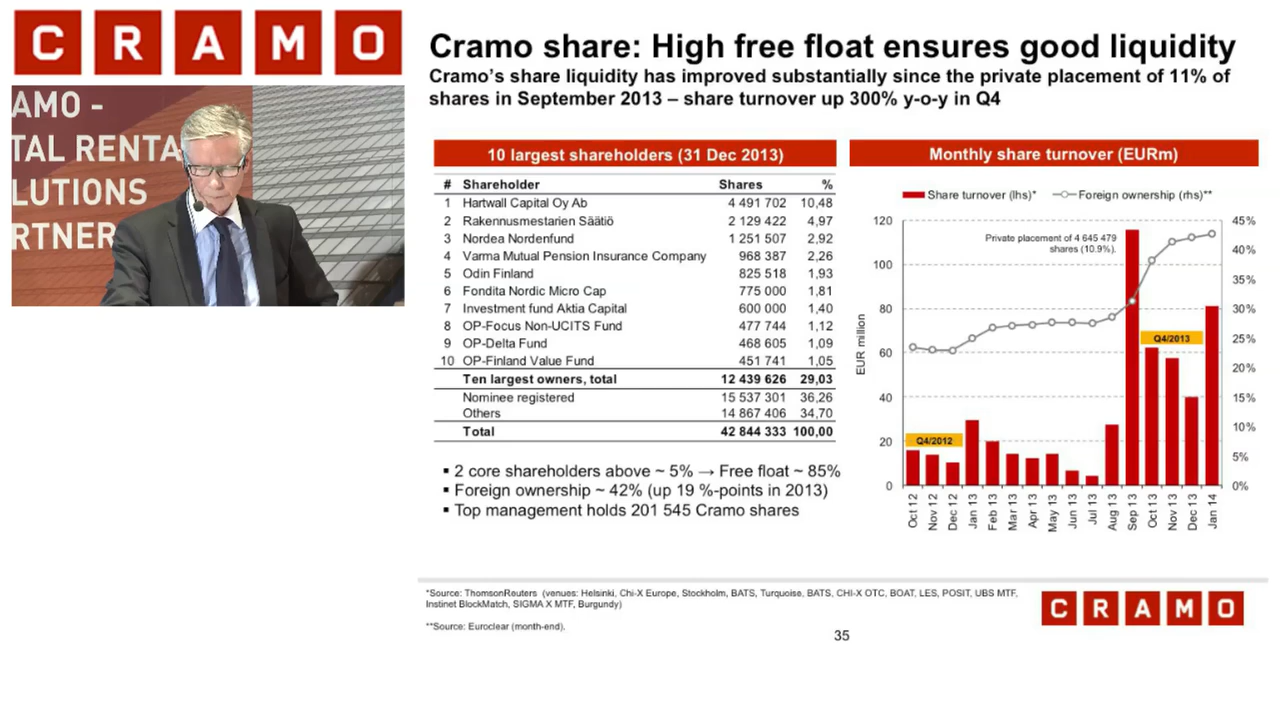 CRAMO
AMO -
TAL RENTA
LUTIONS
RTNER
Cramo share: High free float ensures good liquidity
Cramo's share liquidity has improved substantially since the private placement of 11% of
shares in September 2013 – share turnover up 300% y-o-y in Q4
10 largest shareholders (31 Dec 2013)
# Shareholder Shares %
1 Hartwall Capital Oy Ab 4 491 702 10,48
2 Rakennusmestarien Säätiö 2 129 422 4,97
3 Nordea Nordenfund 1 251 507 2,92
4 Varma Mutual Pension Insurance Company 968 387 2,26
5 Odin Finland 825 518 1,93
6 Fondita Nordic Micro Cap 775 000 1,81
7 Investment fund Aktia Capital 600 000 1,40
8 OP-Focus Non-UCITS Fund 477 744 1,12
9 OP-Delta Fund 468 605 1,09
10 OP-Finland Value Fund 451 741 1,05
Ten largest owners, total 12 439 626 29,03
Nominee registered 15 537 301 36,26
Others 14 867 406 34,70
Total 42 844 333 100,00
▪ 2 core shareholders above ~ 5% → Free float ~ 85%
▪ Foreign ownership ~ 42% (up 19 %-points in 2013)
▪ Top management holds 201 545 Cramo shares
Monthly share turnover (EURm)
Share turnover (lhs)* Foreign ownership (rhs)**
Private placement of 4 645 479
shares (10.9%).
EUR million
120
100
80
60
40
20
0
45%
40%
35%
30%
25%
20%
15%
10%
5%
0%
Q4/2012
Q4/2013
Oct 12
Nov 12
Dec 12
Jan 13
Feb 13
Mar 13
Apr 13
May 13
Jun 13
Jul 13
Aug 13
Sep 13
Oct 13
Nov 13
Dec 13
Jan 14
*Source: ThomsonReuters (venues: Helsinki, Chi-X Europe, Stockholm, BATS, Turquoise, BATS, CHI-X OTC, BOAT, LES, POSIT, UBS MTF,
Instinet BlockMatch, SIGMA X MTF, Burgundy)
**Source: Euroclear (month-end).
35
CRAMO